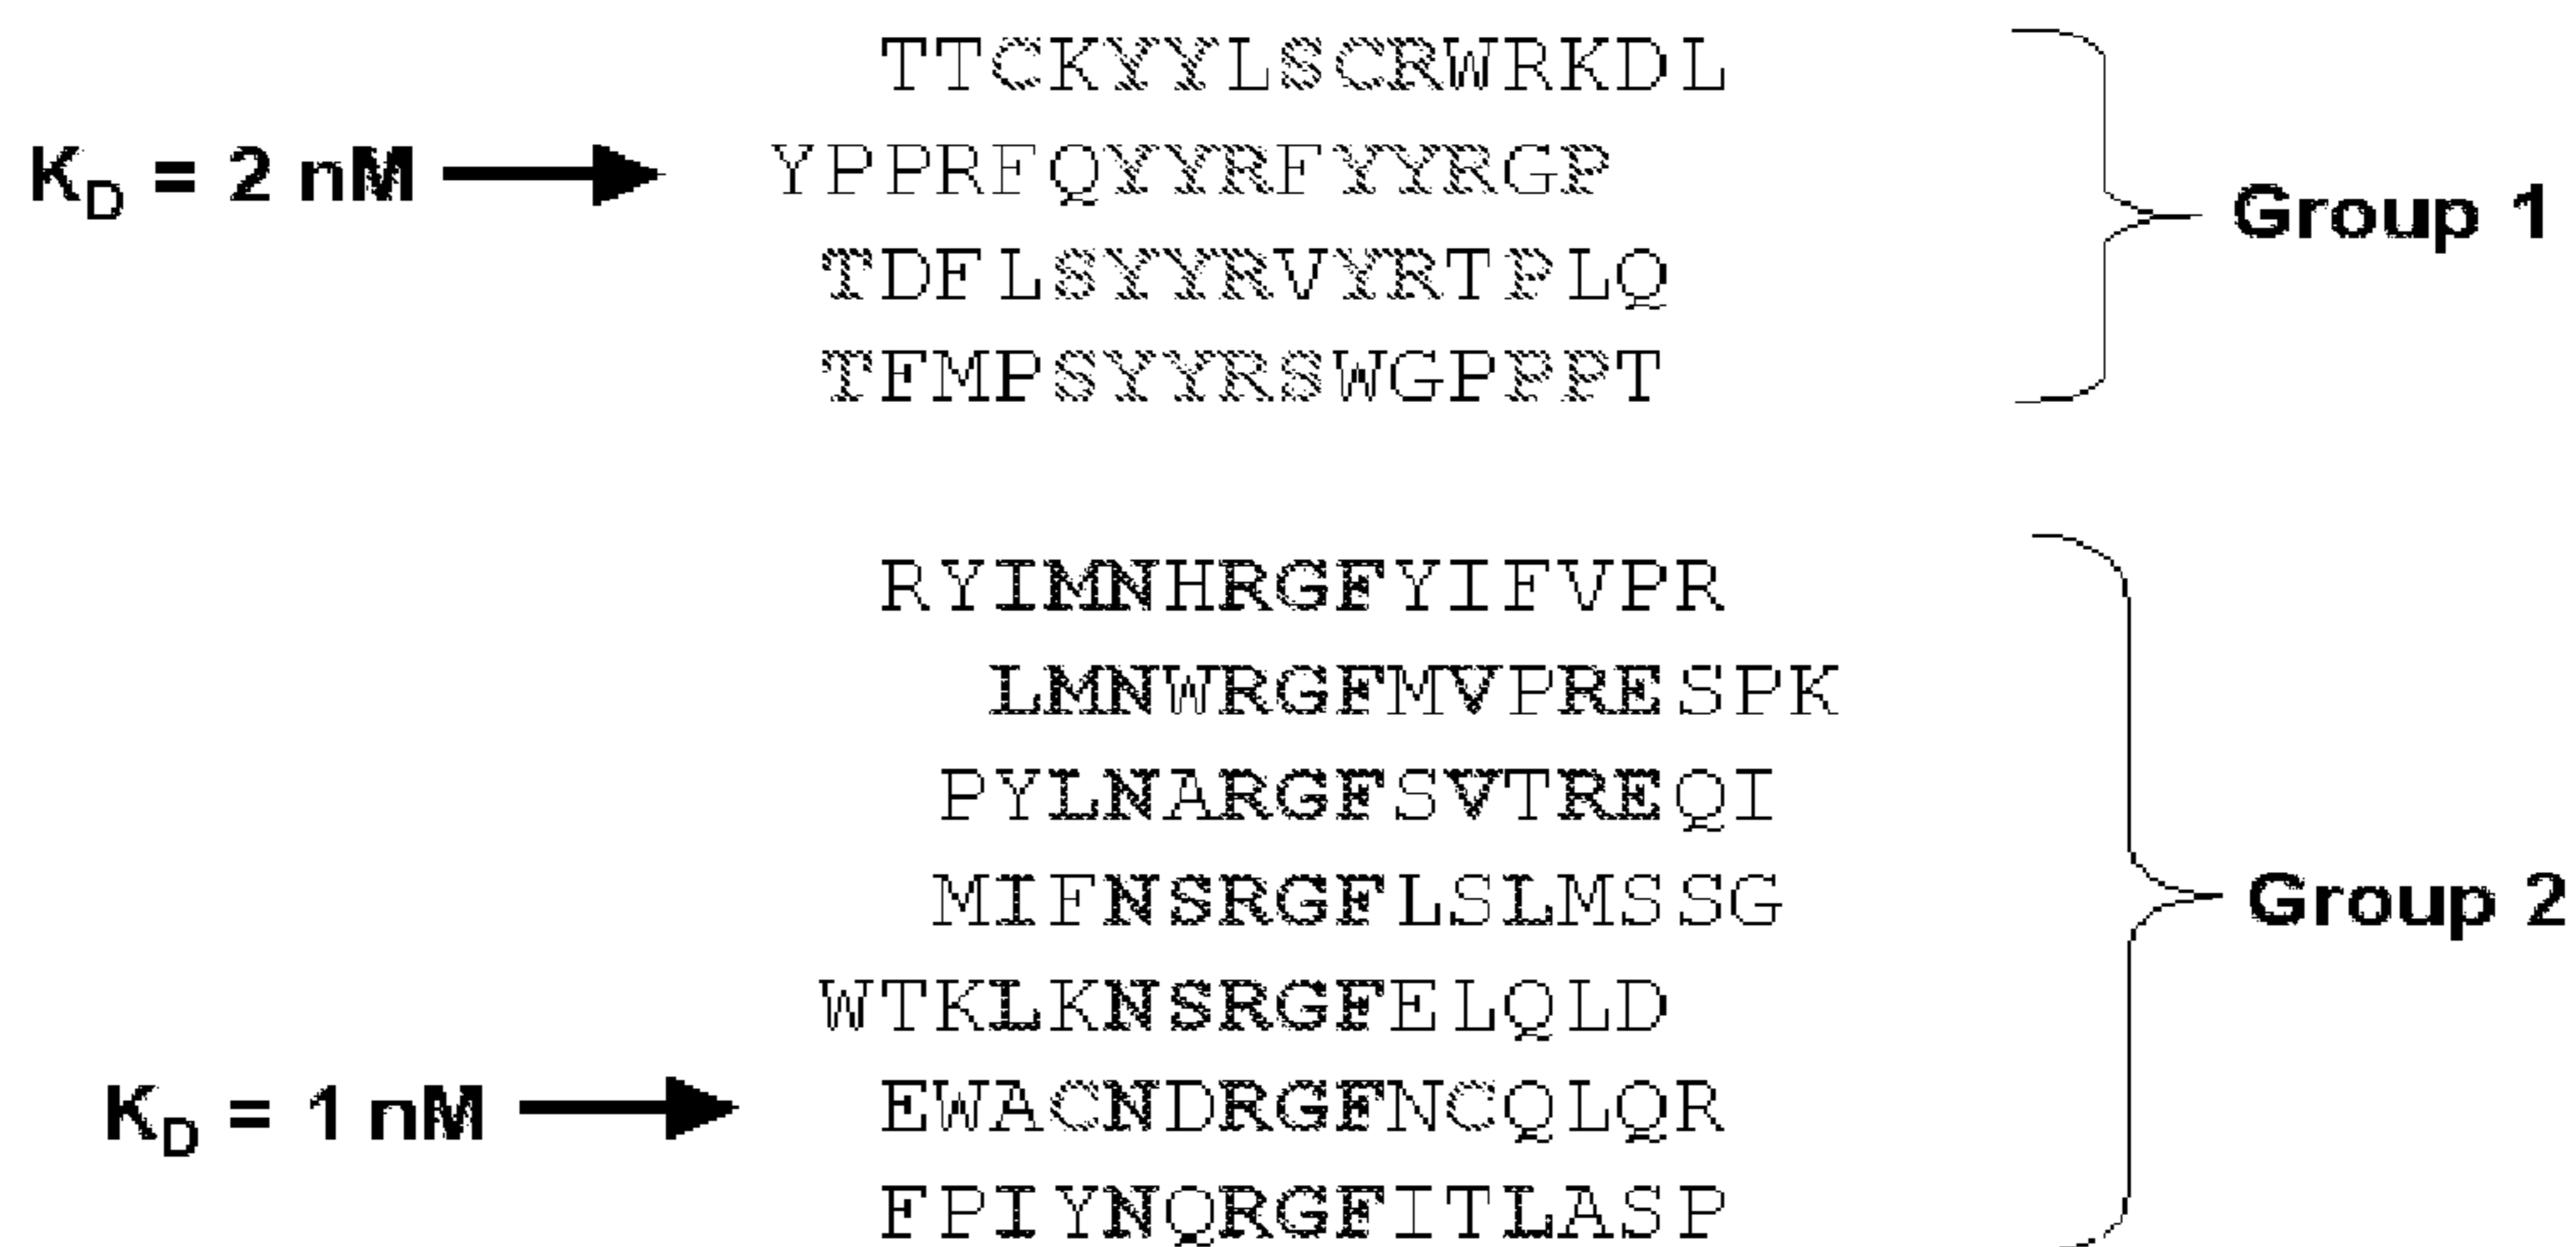 TTCKYYLSCRWRKDL
K_D = 2 nM YPPRFQYYRFYYRGP
Group 1
TDFLSYYRVYRTPLQ
TFMPSYYRSWGPPPT
RYIMNHRGFYIFVPR
LMNWRGFMVPRESPK
PYLNARGFSVTREQI
MIFNSRGFLSLMSSG
Group 2
WTKLKNSRGFELQLD
K_D = 1 nM EWACNDRGFNCQLQR
FPIYNQRGFITLASP